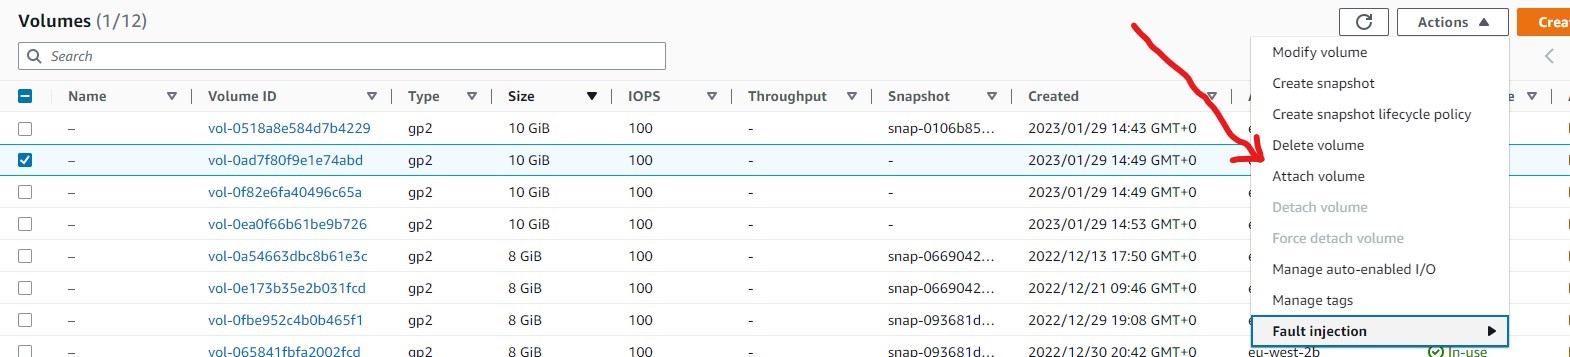 Volumes (1/12)
Actions
Search
Name Volume ID Type Size IOPS Throughput Snapshot Created
– vol-0518a8e584d7b4229 gp2 10 GiB 100 - snap-0106b85... 2023/01/29 14:43 GMT+0
– vol-0ad7f80f9e1e74abd gp2 10 GiB 100 - - 2023/01/29 14:49 GMT+0
– vol-0f82e6fa40496c65a gp2 10 GiB 100 - - 2023/01/29 14:49 GMT+0
– vol-0ea0f66b61be9b726 gp2 10 GiB 100 - - 2023/01/29 14:53 GMT+0
– vol-0a54663dbc8b61e3c gp2 8 GiB 100 - snap-0669042... 2022/12/13 17:50 GMT+0
– vol-0e173b35e2b031fcd gp2 8 GiB 100 - snap-0669042... 2022/12/21 09:46 GMT+0
– vol-0fbe952c4b0b465f1 gp2 8 GiB 100 - snap-093681d... 2022/12/29 19:08 GMT+0
– vol-065841fbfa2002fcd gp2 8 GiB 100 - snap-093681d... 2022/12/30 20:42 GMT+0 eu-west-2b In-use
Modify volume
Create snapshot
Create snapshot lifecycle policy
Delete volume
Attach volume
Detach volume
Force detach volume
Manage auto-enabled I/O
Manage tags
Fault injection